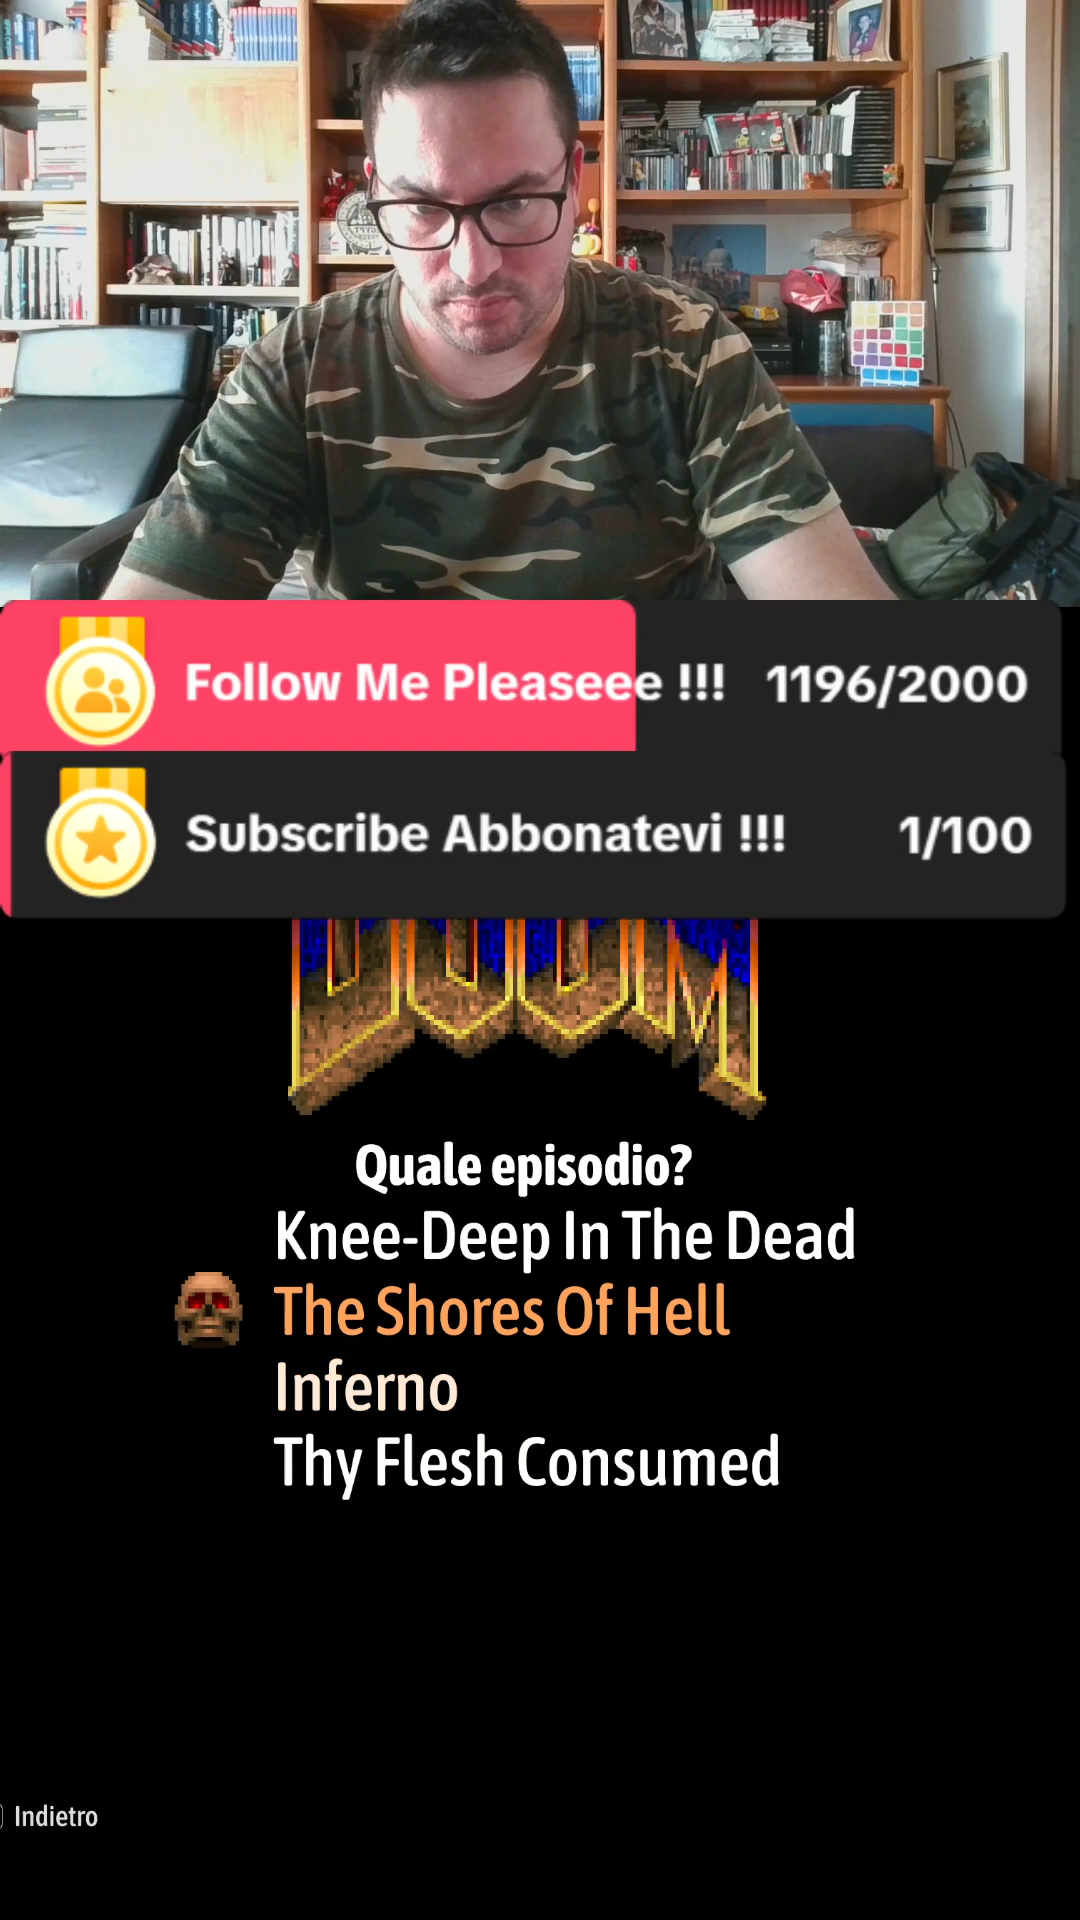 Follow Me Pleaseee !!! 1196/2000
Subscribe Abbonatevi !!! 1/100
DOOM
Quale episodio?
Knee-Deep In The Dead
The Shores Of Hell
Inferno
Thy Flesh Consumed
Indietro